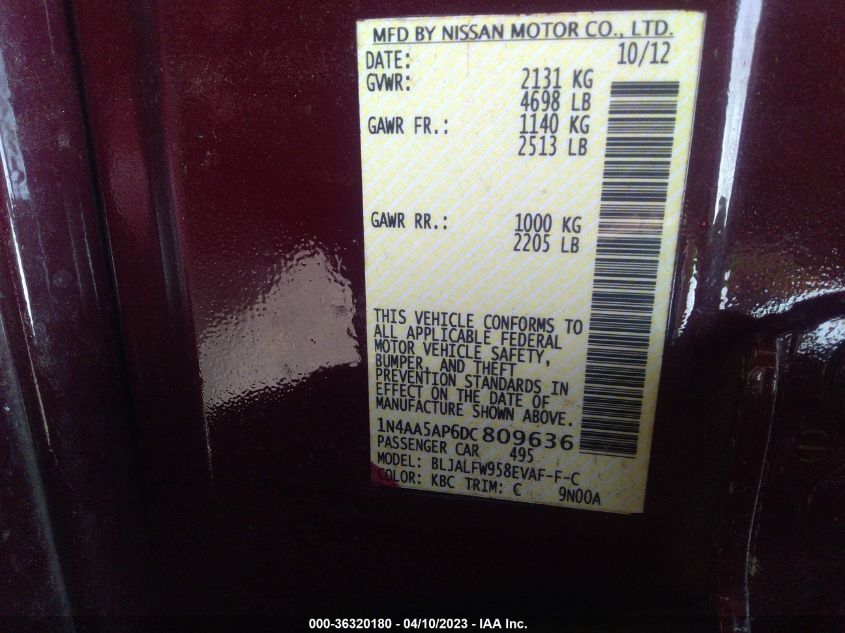 MFD BY NISSAN MOTOR CO., LTD.
DATE: 10/12
GVWR: 2131 KG
4698 LB
GAWR FR.: 1140 KG
2513 LB
GAWR RR.: 1000 KG
2205 LB
THIS VEHICLE CONFORMS TO
ALL APPLICABLE FEDERAL
MOTOR VEHICLE SAFETY,
BUMPER, AND THEFT
PREVENTION STANDARDS IN
EFFECT ON THE DATE OF
MANUFACTURE SHOWN ABOVE.
1N4AA5AP6DC809636
PASSENGER CAR 495
MODEL: BLJALFW958EVAF-F-C
COLOR: KBC TRIM: C 9N00A
000-36320180 - 04/10/2023 - IAA Inc.